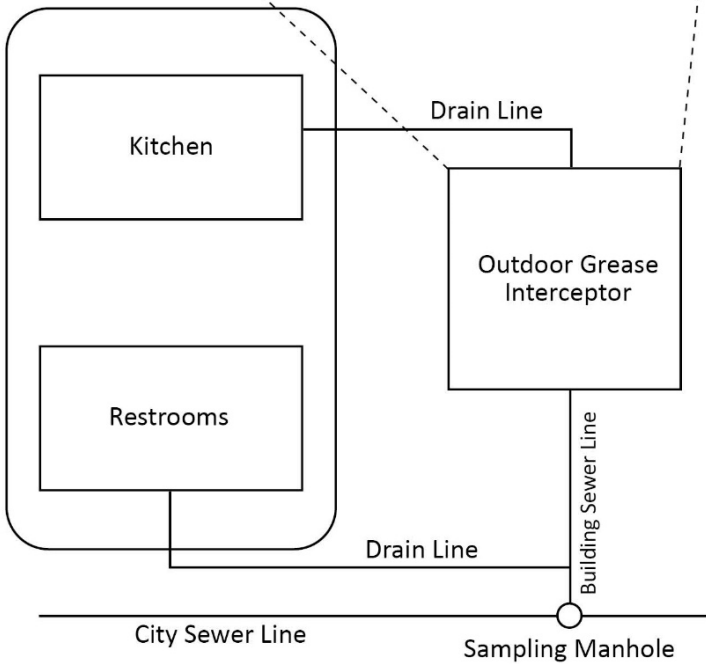 Drain Line
Kitchen
Outdoor Grease
Interceptor
Restrooms
Drain Line
Building Sewer Line
City Sewer Line
Sampling Manhole